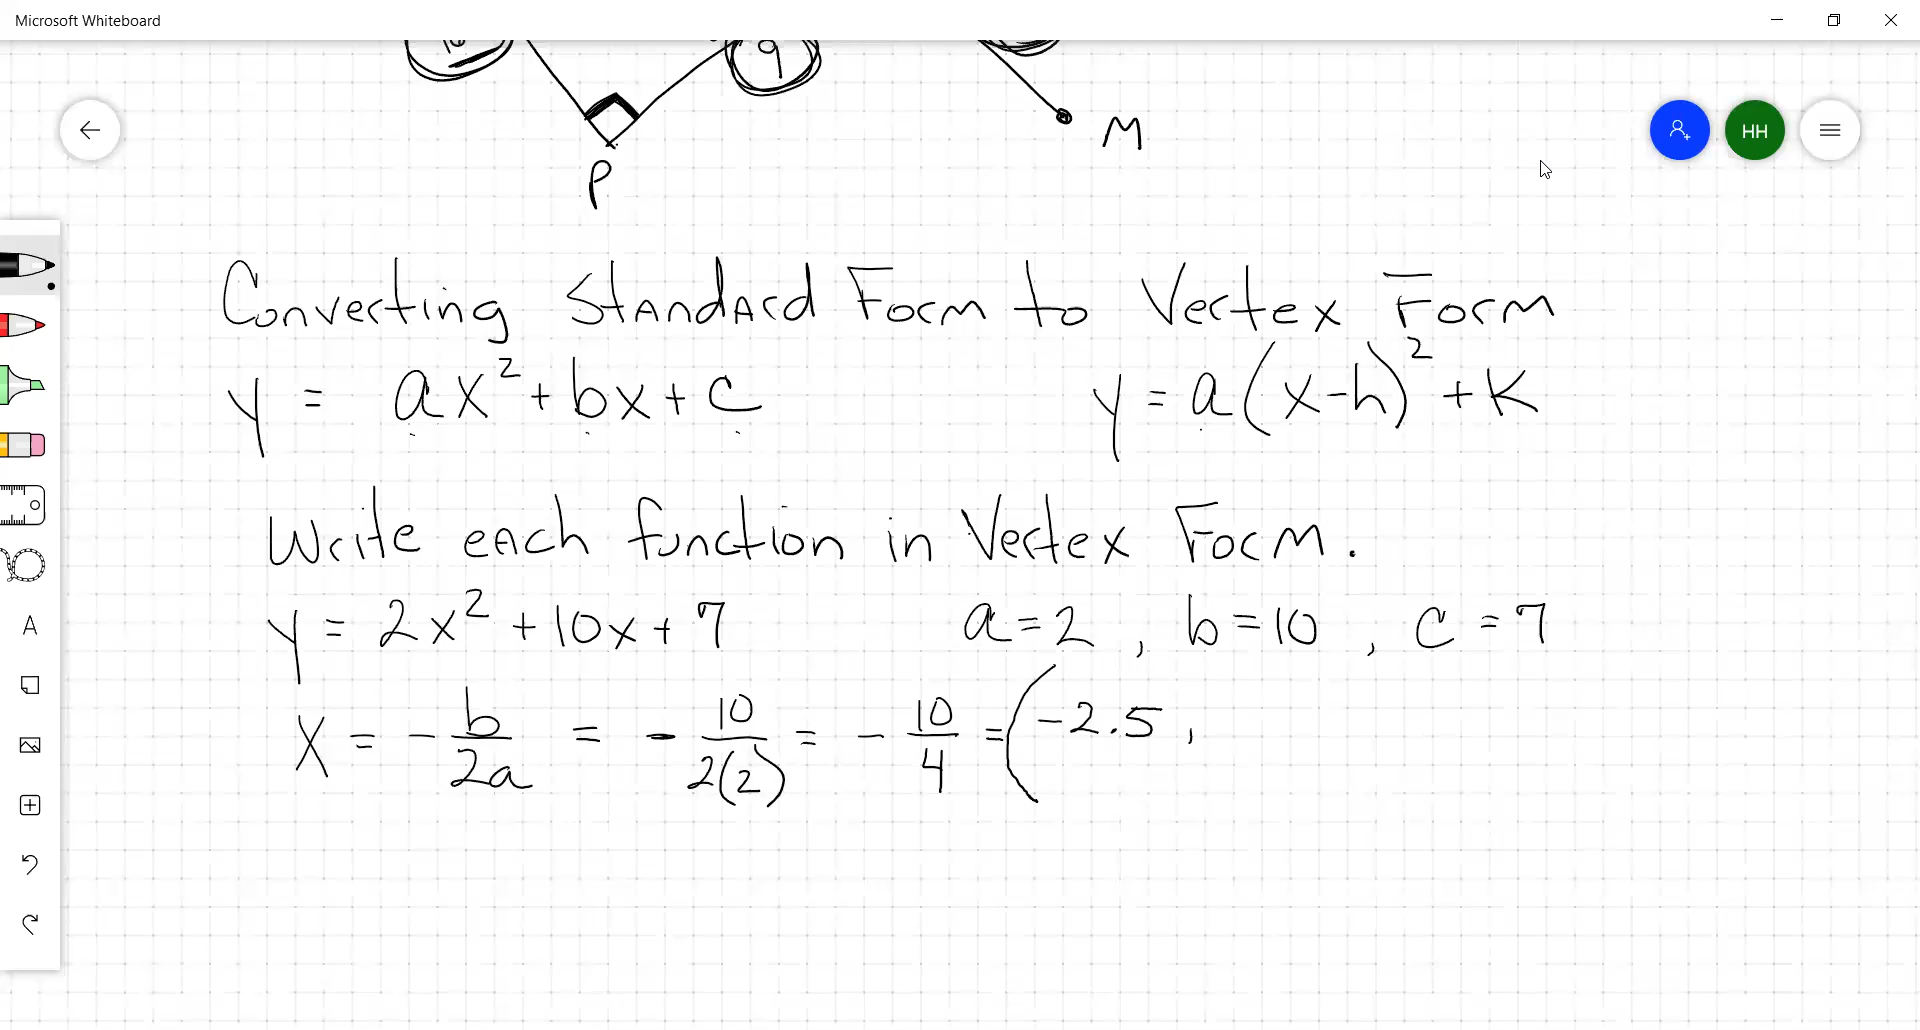 Microsoft Whiteboard
9
HH
M
P
Converting Standard Form to Vertex Form
y = ax² + bx + c
y = a(x-h)² + K
Write each function in Vertex Form.
y = 2x² + 10x + 7
a = 2 , b = 10 , c = 7
X = - b/2a = - 10/2(2) = - 10/4 = (-2.5 ,
A